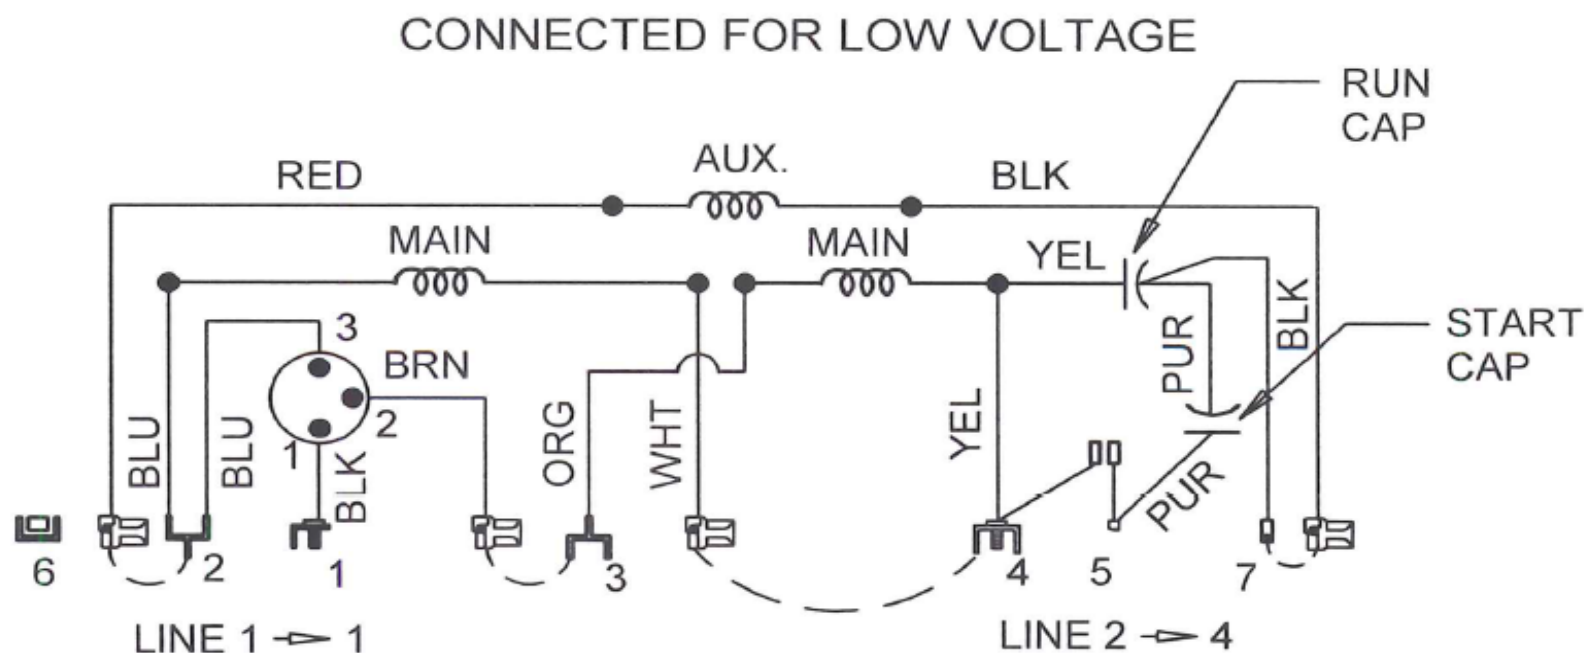 CONNECTED FOR LOW VOLTAGE
RUN
CAP
AUX.
RED
BLK
MAIN
MAIN
YEL
3
BRN
2
1
BLU
BLU
BLK
ORG
WHT
YEL
PUR
BLK
START
CAP
PUR
6
2
1
3
4
5
7
LINE 1 → 1
LINE 2 → 4